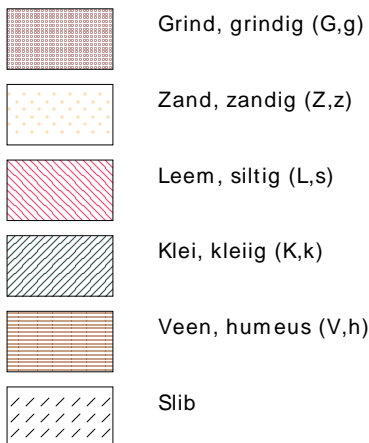 Grind, grindig (G,g)
Zand, zandig (Z,z)
Leem, siltig (L,s)
Klei, kleiig (K,k)
Veen, humeus (V,h)
Slib